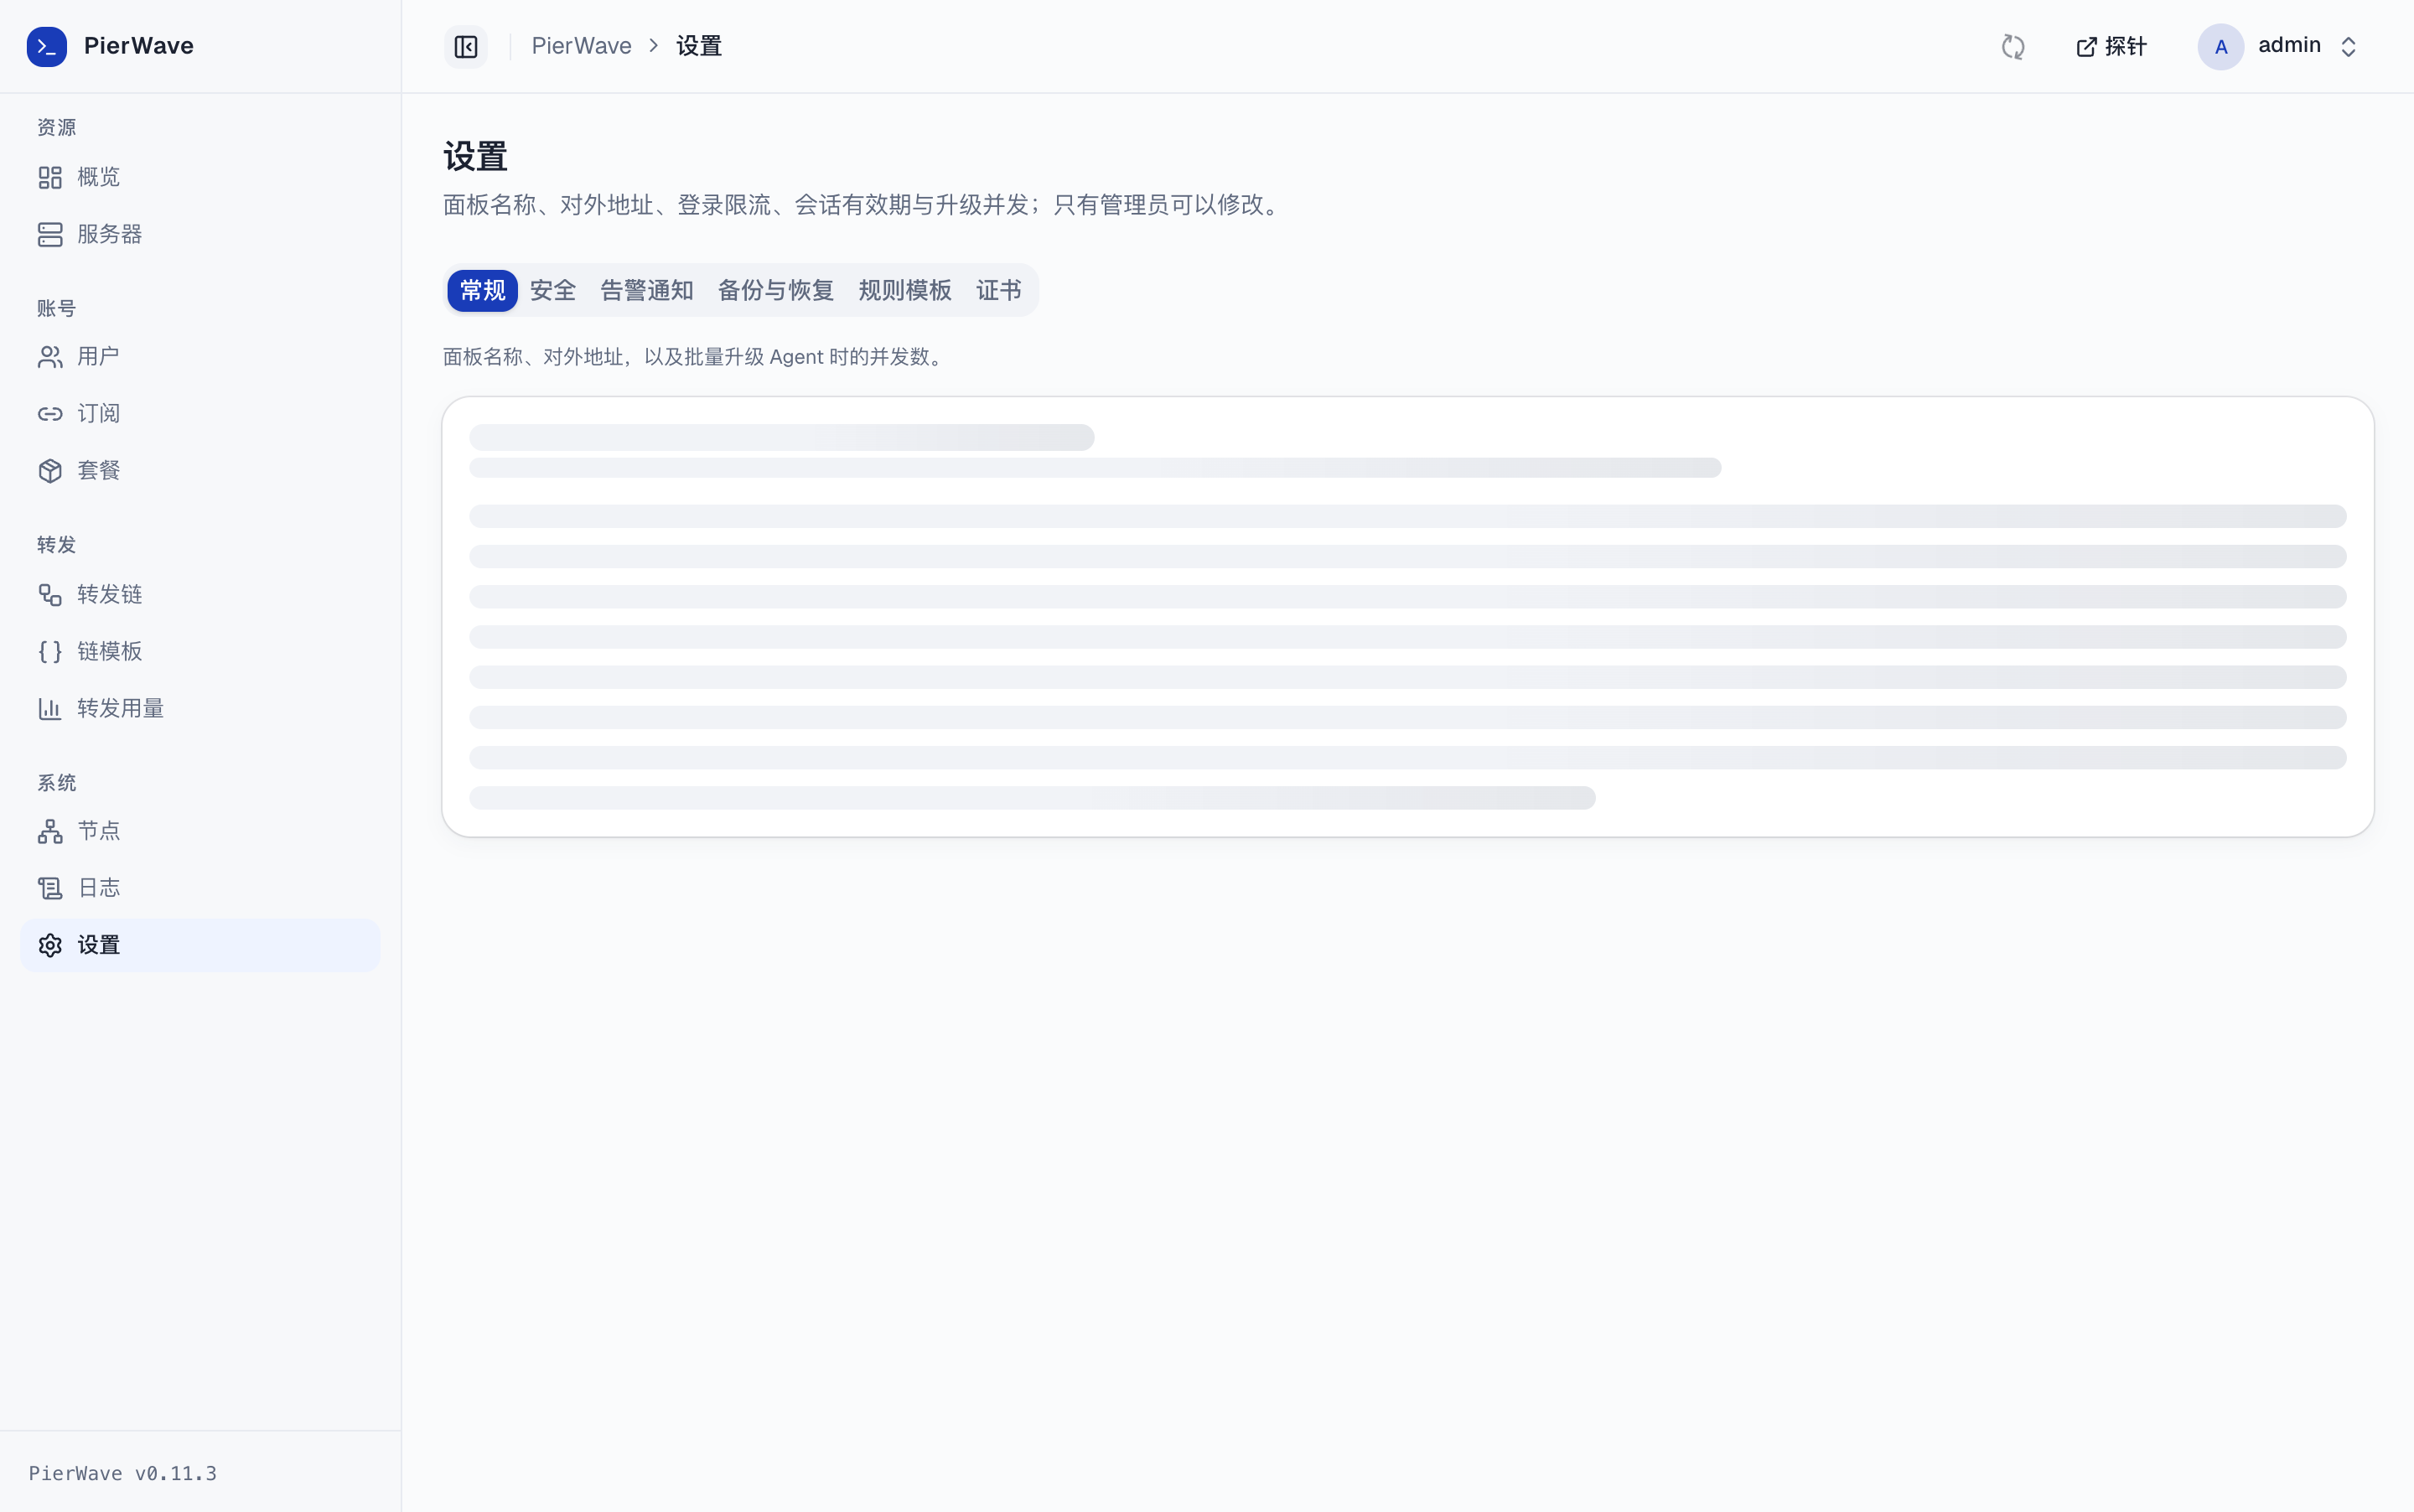 PierWave
资源
概览
服务器
账号
用户
订阅
套餐
转发
转发链
链模板
转发用量
系统
节点
日志
设置
PierWave v0.11.3
PierWave 设置
探针
A admin
设置
面板名称、对外地址、登录限流、会话有效期与升级并发；只有管理员可以修改。
常规 安全 告警通知 备份与恢复 规则模板 证书
面板名称、对外地址，以及批量升级 Agent 时的并发数。